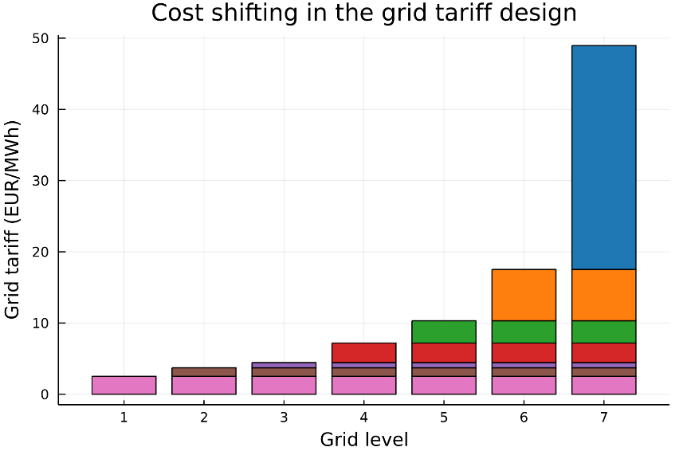 Cost shifting in the grid tariff design
Grid tariff (EUR/MWh)
50
40
30
20
10
0
1 2 3 4 5 6 7
Grid level